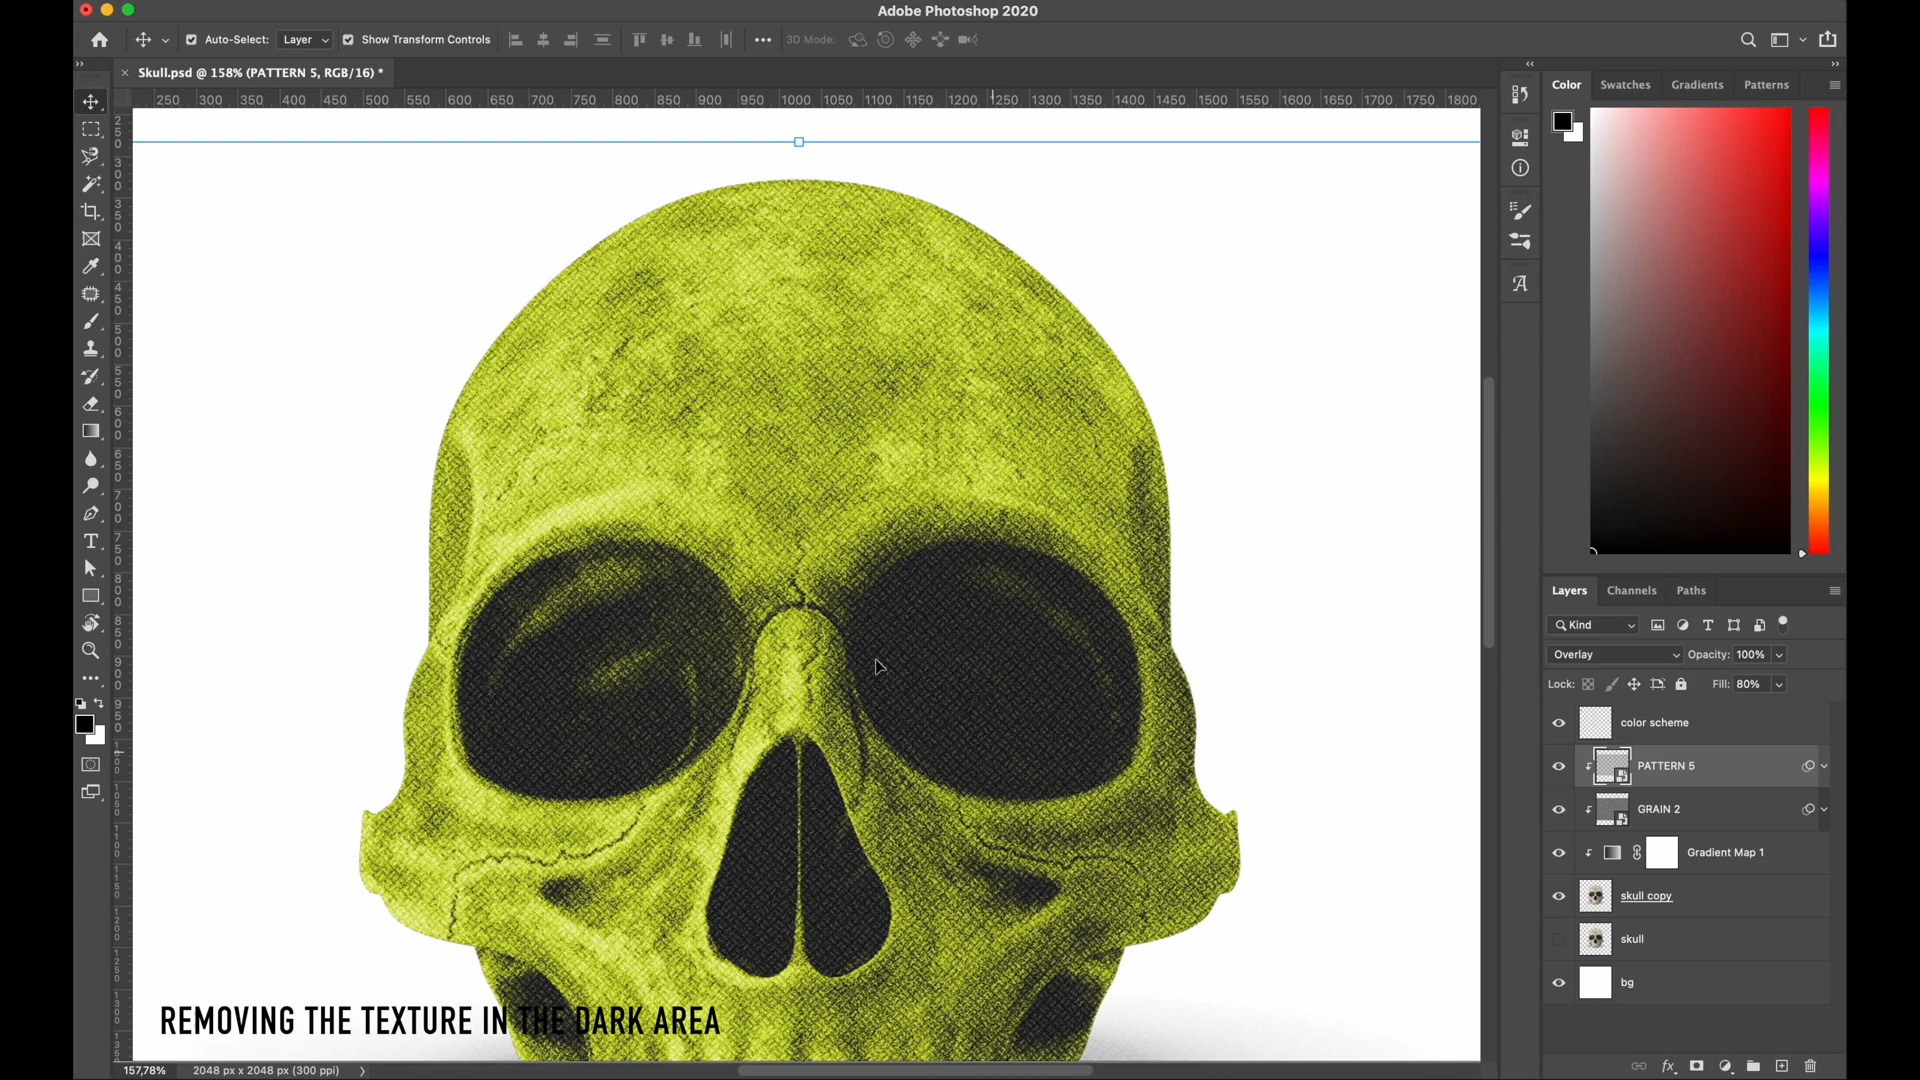 Adobe Photoshop 2020
Auto-Select: Layer Show Transform Controls 3D Mode:
Skull.psd @ 158% (PATTERN 5, RGB/16) *
250 300 350 400 450 500 550 600 650 700 750 800 850 900 950 1000 1050 1100 1150 1200 1250 1300 1350 1400 1450 1500 1550 1600 1650 1700 1750 1800
Color Swatches Gradients Patterns
Layers Channels Paths
Kind
Overlay Opacity: 100%
Lock: Fill: 80%
color scheme
PATTERN 5
GRAIN 2
Gradient Map 1
skull copy
skull
bg
REMOVING THE TEXTURE IN THE DARK AREA
157,78% 2048 px x 2048 px (300 ppi)